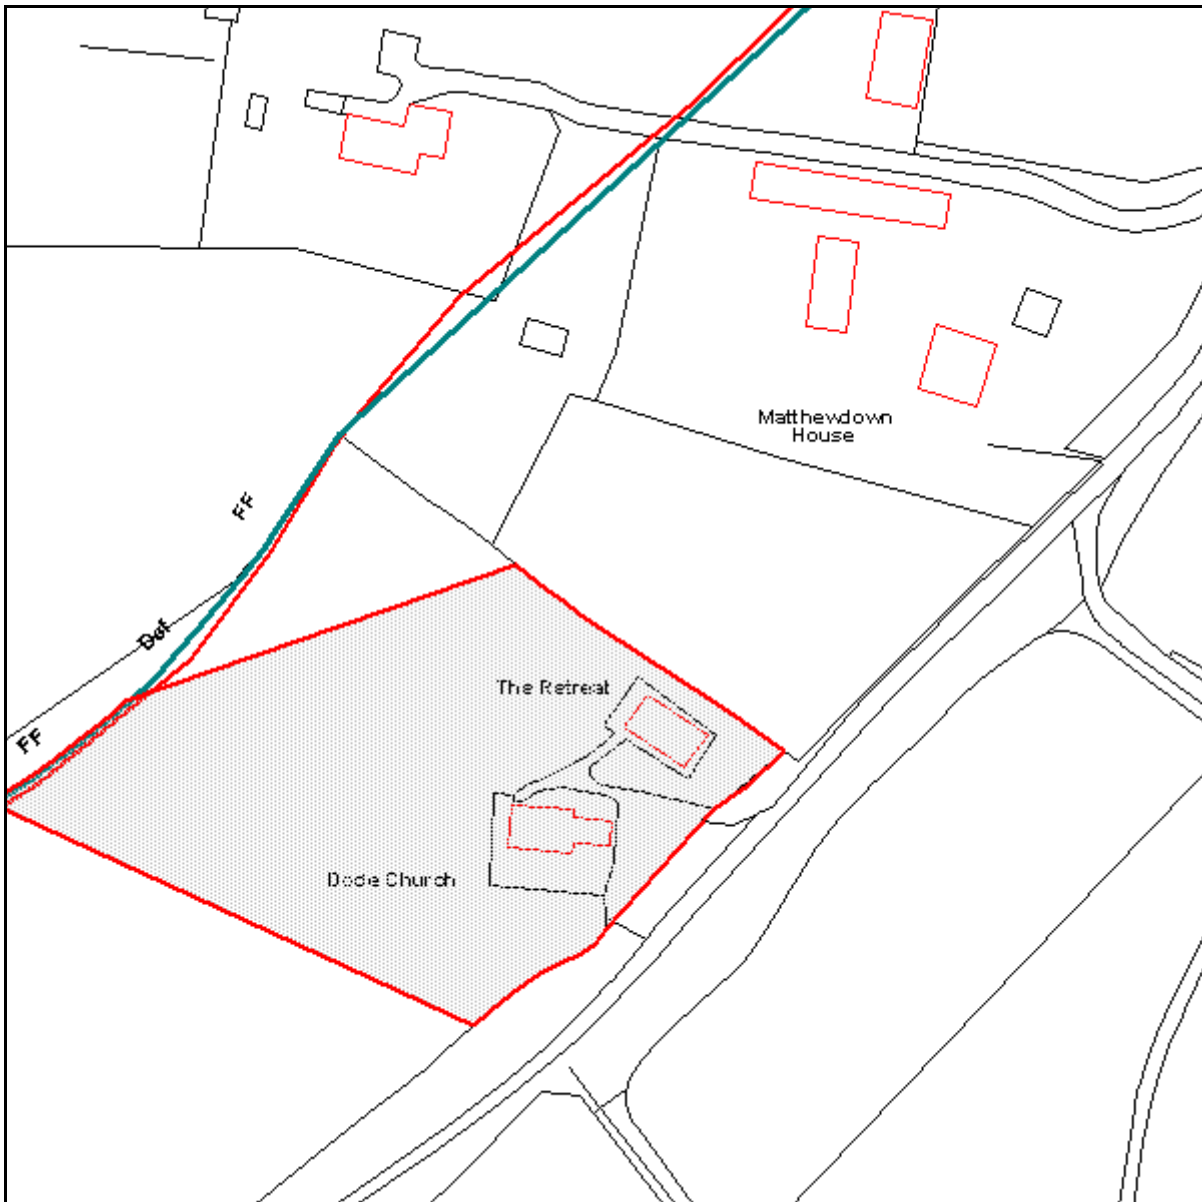 Matthewdown
House
FF
Def
FF
The Retreat
Dode Church